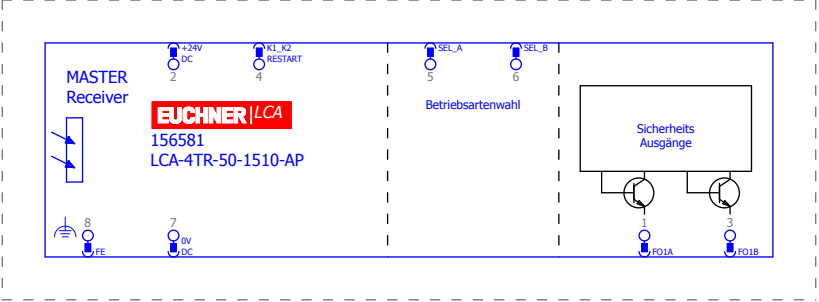 +24V
DC
2
K1_K2
RESTART
4
SEL_A
5
SEL_B
6
MASTER
Receiver
EUCHNER LCA
156581
LCA-4TR-50-1510-AP
Betriebsartenwahl
Sicherheits
Ausgänge
8
FE
7
0V
DC
1
FO1A
3
FO1B